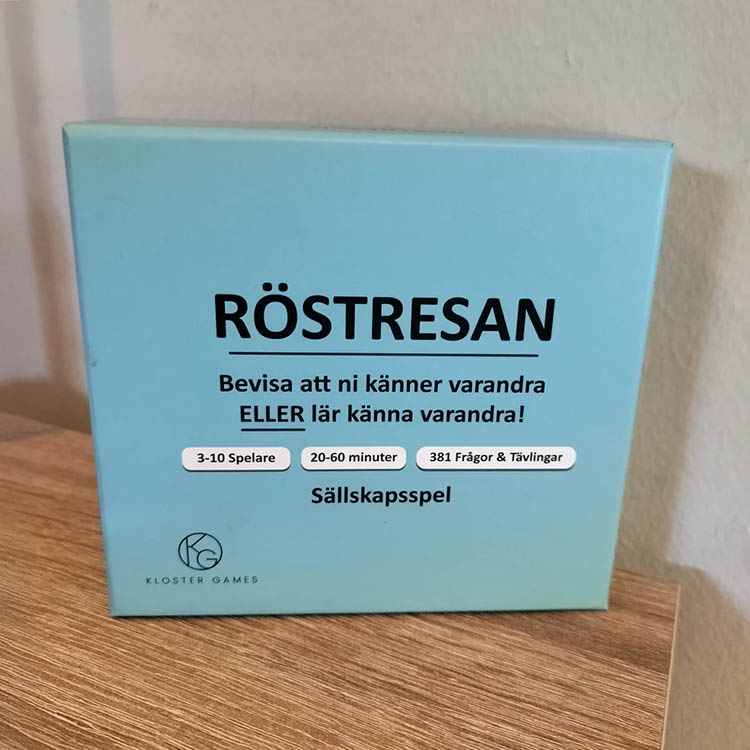 RÖSTRESAN
Bevisa att ni känner varandra
ELLER lär känna varandra!
3-10 Spelare
20-60 minuter
381 Frågor & Tävlingar
Sällskapsspel
KG
KLOSTER GAMES